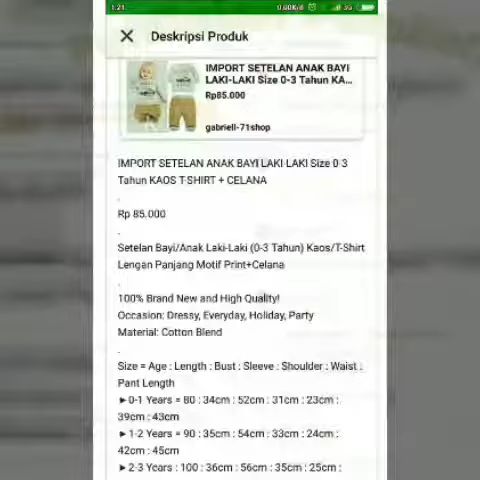 1:21
0,00K/d
3G
Deskripsi Produk
IMPORT SETELAN ANAK BAYI
LAKI-LAKI Size 0-3 Tahun KA...
Rp85.000
gabriell-71shop
IMPORT SETELAN ANAK BAYI LAKI-LAKI Size 0-3
Tahun KAOS T-SHIRT + CELANA
.
Rp 85.000
.
Setelan Bayi/Anak Laki-Laki (0-3 Tahun) Kaos/T-Shirt
Lengan Panjang Motif Print+Celana
.
100% Brand New and High Quality!
Occasion: Dressy, Everyday, Holiday, Party
Material: Cotton Blend
.
Size = Age : Length : Bust : Sleeve : Shoulder : Waist :
Pant Length
►0-1 Years = 80 : 34cm : 52cm : 31cm : 23cm :
39cm : 43cm
►1-2 Years = 90 : 35cm : 54cm : 33cm : 24cm :
42cm : 45cm
►2-3 Years : 100 : 36cm : 56cm : 35cm : 25cm :